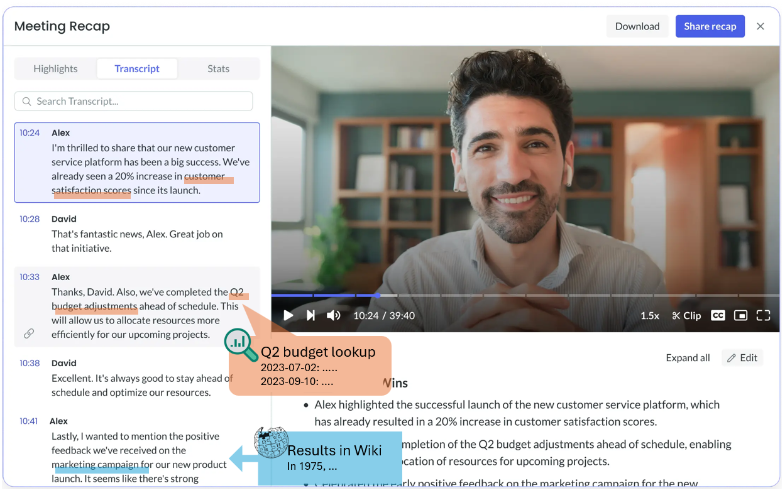 Meeting Recap
Download
Share recap
Highlights
Transcript
Stats
Search Transcript...
10:24
Alex
I'm thrilled to share that our new customer
service platform has been a big success. We've
already seen a 20% increase in customer
satisfaction scores since its launch.
10:28
David
That's fantastic news, Alex. Great job on
that initiative.
10:33
Alex
Thanks, David. Also, we've completed the Q2
budget adjustments ahead of schedule. This
will allow us to allocate resources more
efficiently for our upcoming projects.
10:38
David
Excellent. It's always good to stay ahead of
schedule and optimize our resources.
10:41
Alex
Lastly, I wanted to mention the positive
feedback we've received on the
marketing campaign for our new product
launch. It seems like there's strong
10:24 / 39:40
1.5x
Clip
CC
Q2 budget lookup
2023-07-02: .....
2023-09-10: ....
Results in Wiki
In 1975, ...
Expand all
Edit
Wins
• Alex highlighted the successful launch of the new customer service platform, which
has already resulted in a 20% increase in customer satisfaction scores.
of the Q2 budget adjustments ahead of schedule, enabling
of resources for upcoming projects.
Celebrated the early positive feedback on the marketing campaign for the new